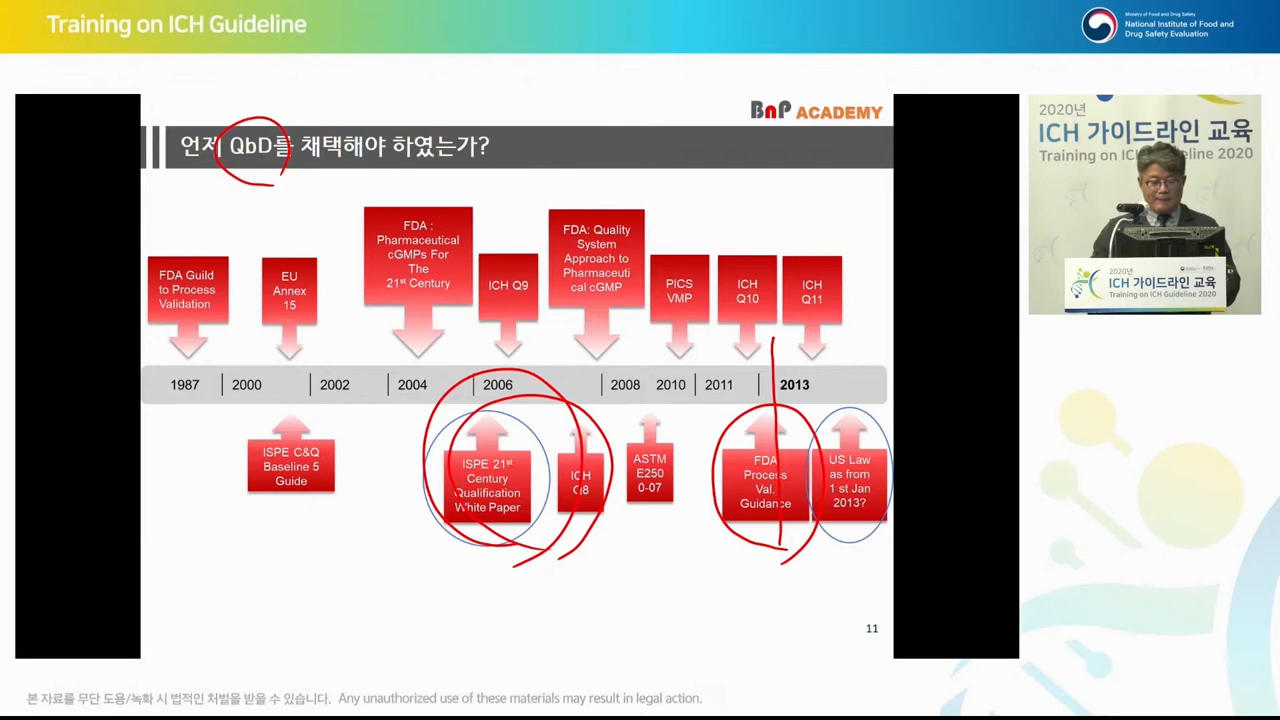 Training on ICH Guideline
Ministry of Food and Drug Safety
National Institute of Food and
Drug Safety Evaluation
BnP ACADEMY
언제 QbD를 채택해야 하였는가?
FDA Guild
to Process
Validation
EU
Annex
15
FDA :
Pharmaceutical
cGMPs For
The
21st Century
ICH Q9
FDA: Quality
System
Approach to
Pharmaceuti
cal cGMP
PICS
VMP
ICH
Q10
ICH
Q11
1987
2000
2002
2004
2006
2008
2010
2011
2013
ISPE C&Q
Baseline 5
Guide
ISPE 21st
Century
Qualification
White Paper
ICH
Q8
ASTM
E250
0-07
FDA
Process
Val.
Guidance
US Law
as from
1 st Jan
2013?
11
2020년
ICH 가이드라인 교육
Training on ICH Guideline 2020
2020년
ICH 가이드라인 교육
Training on ICH Guideline 2020
본 자료를 무단 도용/녹화 시 법적인 처벌을 받을 수 있습니다. Any unauthorized use of these materials may result in legal action.